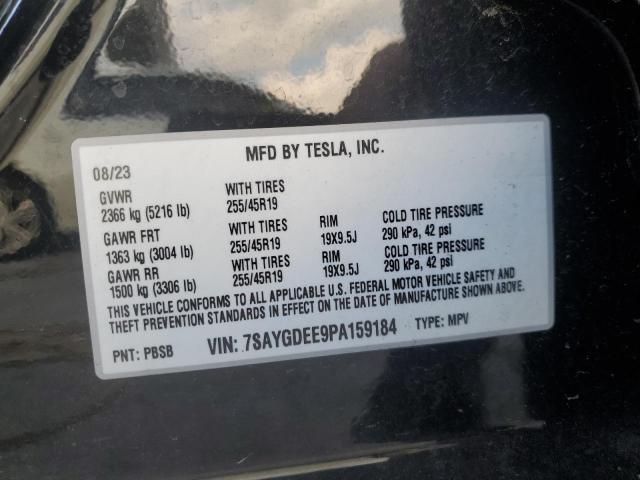 MFD BY TESLA, INC.
08/23
GVWR WITH TIRES
2366 kg (5216 lb) 255/45R19
GAWR FRT WITH TIRES RIM COLD TIRE PRESSURE
1363 kg (3004 lb) 255/45R19 19X9.5J 290 kPa, 42 psi
GAWR RR WITH TIRES RIM COLD TIRE PRESSURE
1500 kg (3306 lb) 255/45R19 19X9.5J 290 kPa, 42 psi
THIS VEHICLE CONFORMS TO ALL APPLICABLE U.S. FEDERAL MOTOR VEHICLE SAFETY AND
THEFT PREVENTION STANDARDS IN EFFECT ON THE DATE OF MANUFACTURE SHOWN ABOVE.
PNT: PBSB VIN: 7SAYGDEE9PA159184 TYPE: MPV